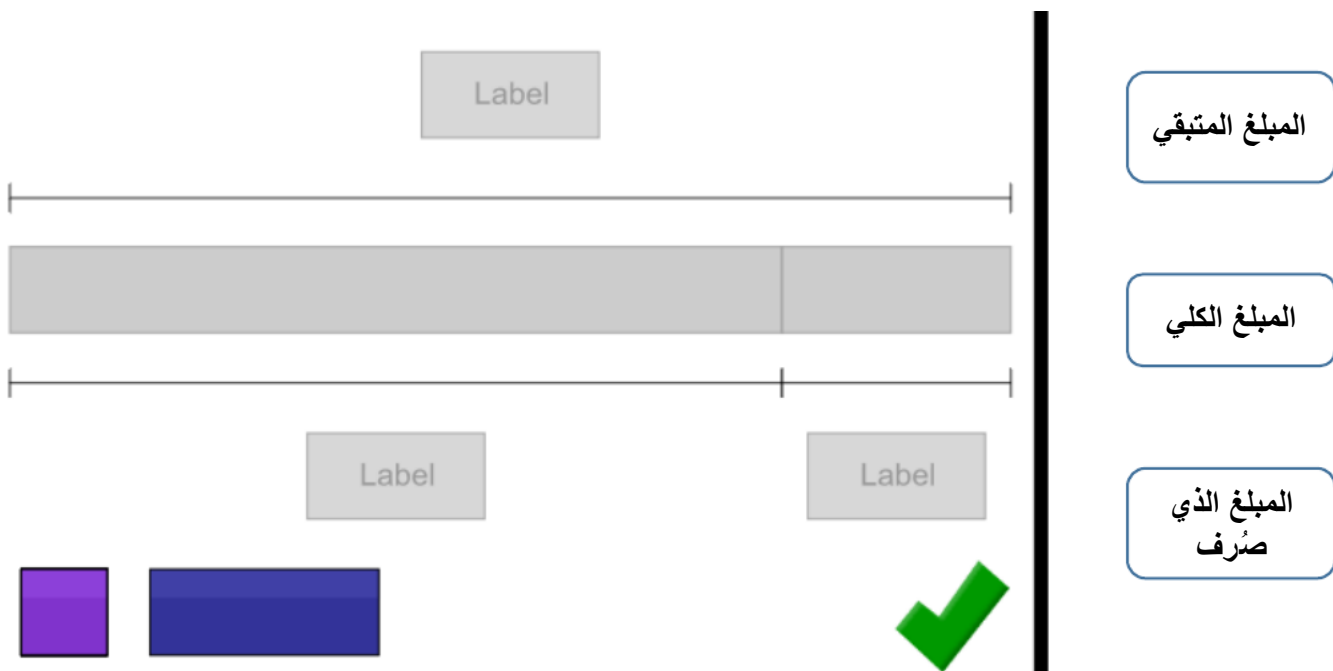 Label
المبلغ المتبقي
المبلغ الكلي
Label
Label
المبلغ الذي
صُرف